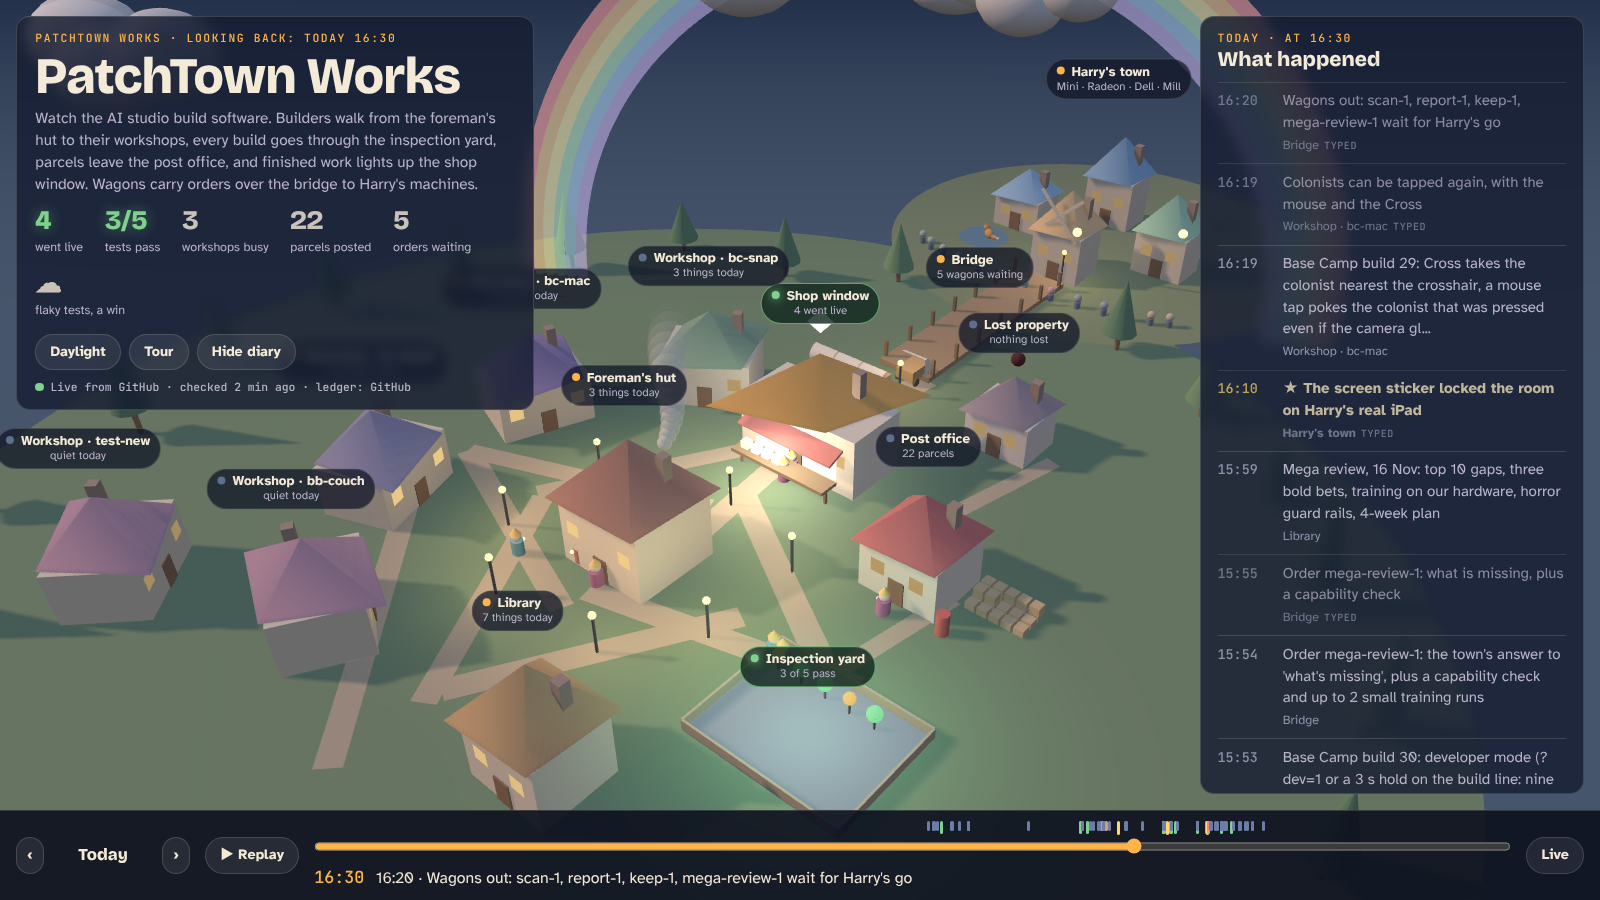 PATCHTOWN WORKS · LOOKING BACK: TODAY 16:30
PatchTown Works
Watch the AI studio build software. Builders walk from the foreman's
hut to their workshops, every build goes through the inspection yard,
parcels leave the post office, and finished work lights up the shop
window. Wagons carry orders over the bridge to Harry's machines.
4
went live
3/5
tests pass
3
workshops busy
22
parcels posted
5
orders waiting
flaky tests, a win
Daylight
Tour
Hide diary
Live from GitHub · checked 2 min ago · ledger: GitHub
Harry's town
Mini · Radeon · Dell · Mill
Workshop · bc-snap
3 things today
Bridge
5 wagons waiting
· bc-mac
oday
Shop window
4 went live
Lost property
nothing lost
Foreman's hut
3 things today
Workshop · test-new
quiet today
Post office
22 parcels
Workshop · bb-couch
quiet today
Library
7 things today
Inspection yard
3 of 5 pass
TODAY · AT 16:30
What happened
16:20
Wagons out: scan-1, report-1, keep-1,
mega-review-1 wait for Harry's go
Bridge TYPED
16:19
Colonists can be tapped again, with the
mouse and the Cross
Workshop · bc-mac TYPED
16:19
Base Camp build 29: Cross takes the
colonist nearest the crosshair, a mouse
tap pokes the colonist that was pressed
even if the camera gl…
Workshop · bc-mac
16:10
★ The screen sticker locked the room
on Harry's real iPad
Harry's town TYPED
15:59
Mega review, 16 Nov: top 10 gaps, three
bold bets, training on our hardware, horror
guard rails, 4-week plan
Library
15:55
Order mega-review-1: what is missing, plus
a capability check
Bridge TYPED
15:54
Order mega-review-1: the town's answer to
'what's missing', plus a capability check
and up to 2 small training runs
Bridge
15:53
Base Camp build 30: developer mode (?
dev=1 or a 3 s hold on the build line: nine
‹
Today
›
▶ Replay
16:30 16:20 · Wagons out: scan-1, report-1, keep-1, mega-review-1 wait for Harry's go
Live